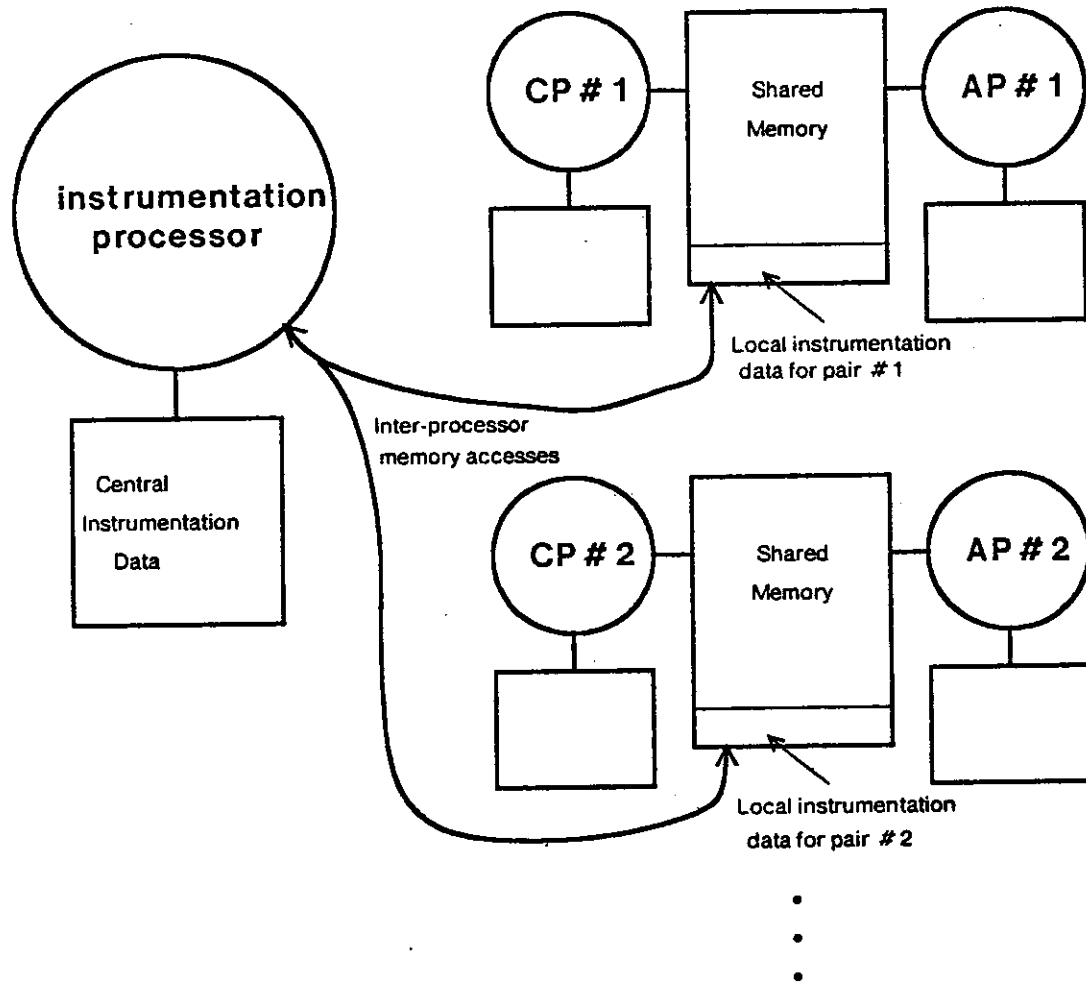 CP # 1
Shared
Memory
AP # 1
instrumentation
processor
Local instrumentation
data for pair # 1
Inter-processor
memory accesses
Central
Instrumentation
Data
CP # 2
Shared
Memory
AP # 2
Local instrumentation
data for pair # 2